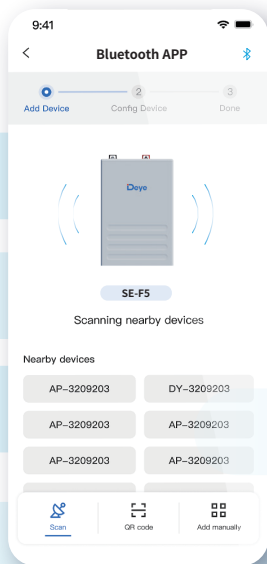 9:41
Bluetooth APP
1 2 3
Add Device Config Device Done
Deye
SE-F5
Scanning nearby devices
Nearby devices
AP-3209203 DY-3209203
AP-3209203 AP-3209203
AP-3209203 AP-3209203
Scan QR code Add manually